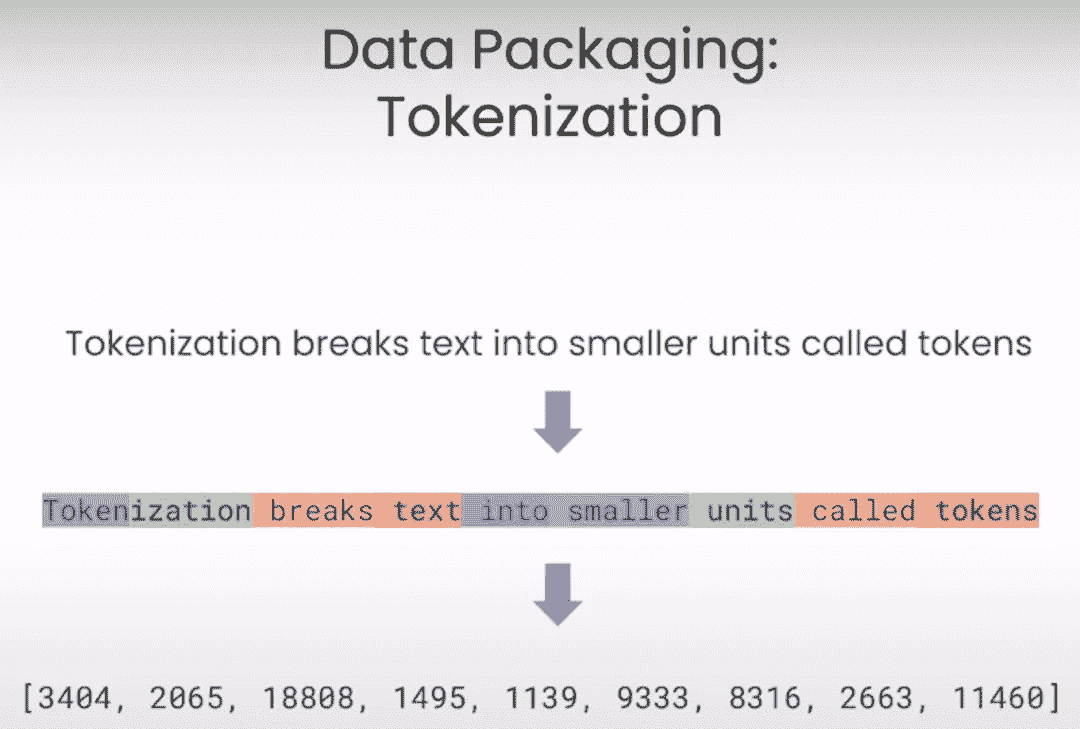 Data Packaging:
Tokenization
Tokenization breaks text into smaller units called tokens
Tokenization breaks text into smaller units called tokens
[3404, 2065, 18808, 1495, 1139, 9333, 8316, 2663, 11460]